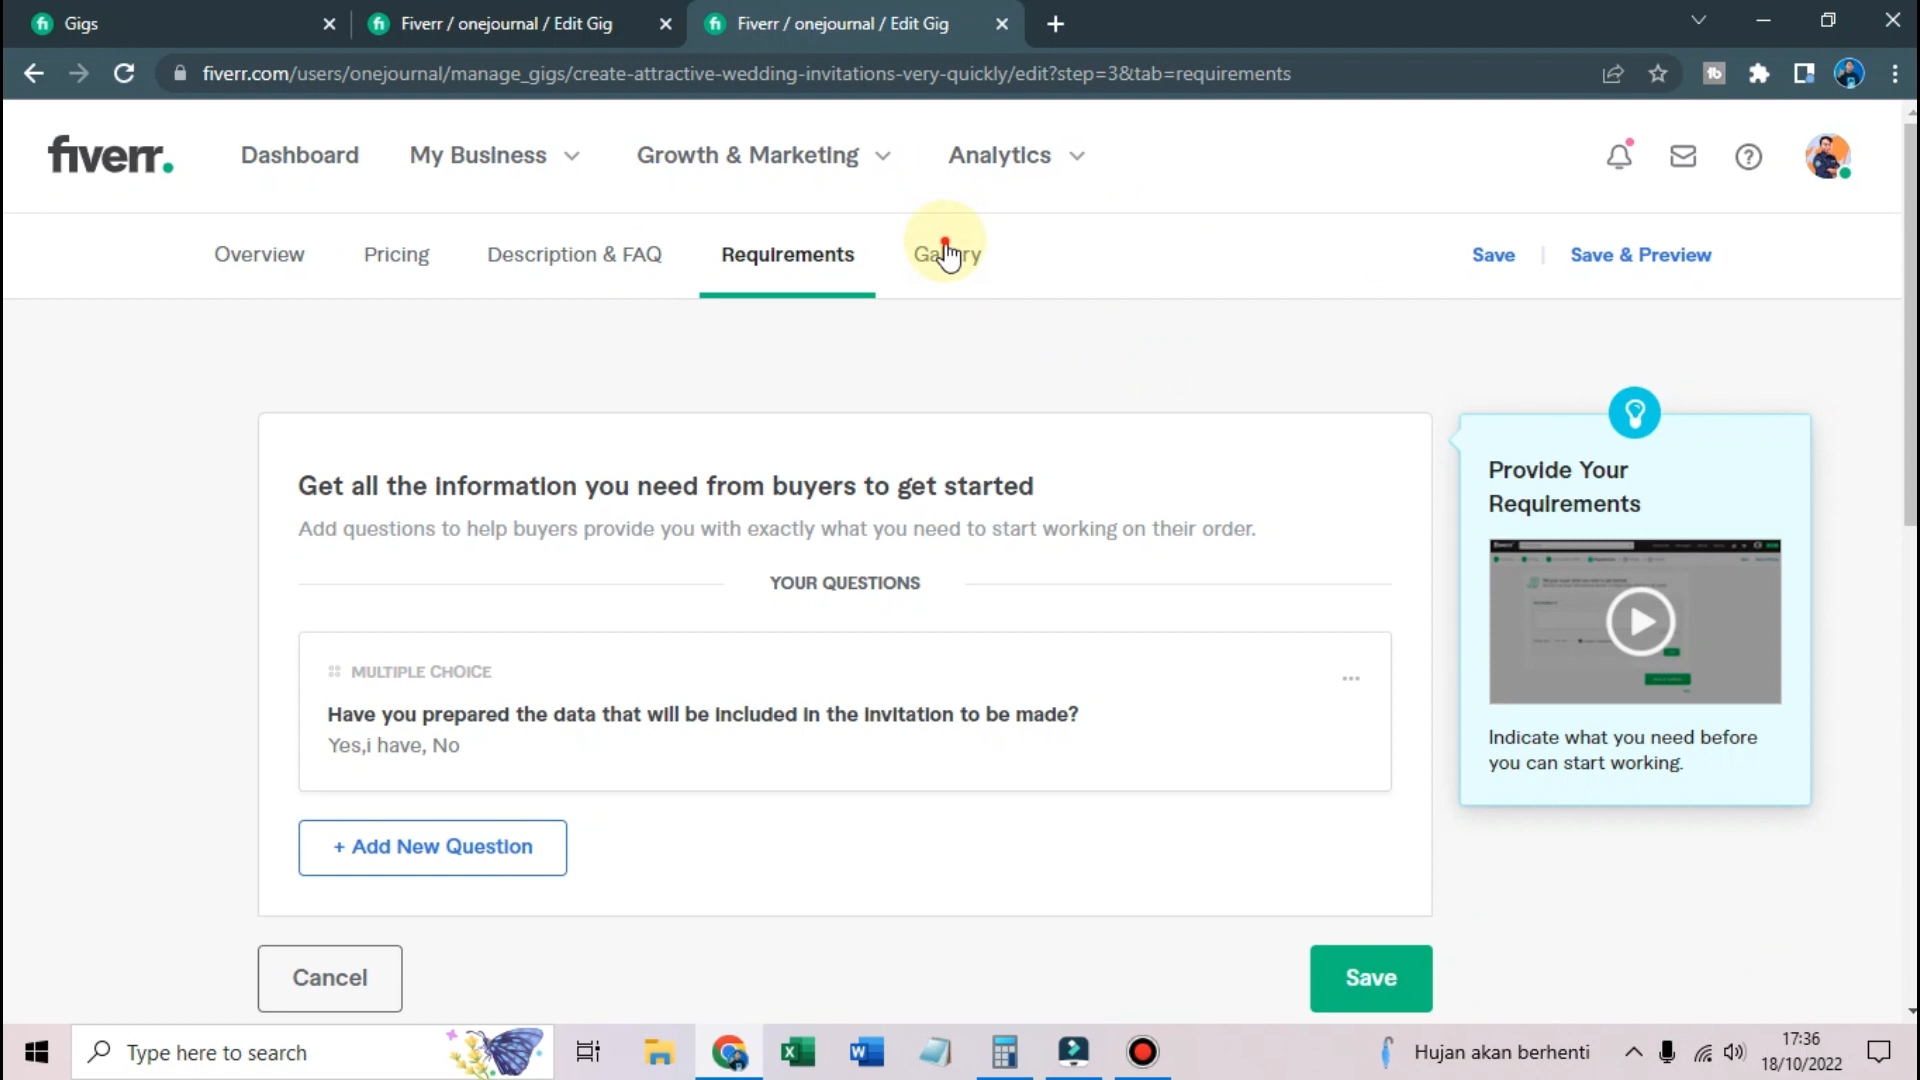 Gigs
Fiverr / onejournal / Edit Gig
Fiverr / onejournal / Edit Gig
fiverr.com/users/onejournal/manage_gigs/create-attractive-wedding-invitations-very-quickly/edit?step=3&tab=requirements
fiverr.
Dashboard
My Business
Growth & Marketing
Analytics
Overview
Pricing
Description & FAQ
Requirements
Save
Save & Preview
Get all the information you need from buyers to get started
Add questions to help buyers provide you with exactly what you need to start working on their order.
YOUR QUESTIONS
MULTIPLE CHOICE
Have you prepared the data that will be included in the invitation to be made?
Yes,i have, No
+ Add New Question
Cancel
Save
Provide Your
Requirements
Indicate what you need before
you can start working.
Type here to search
Hujan akan berhenti
17:36
18/10/2022